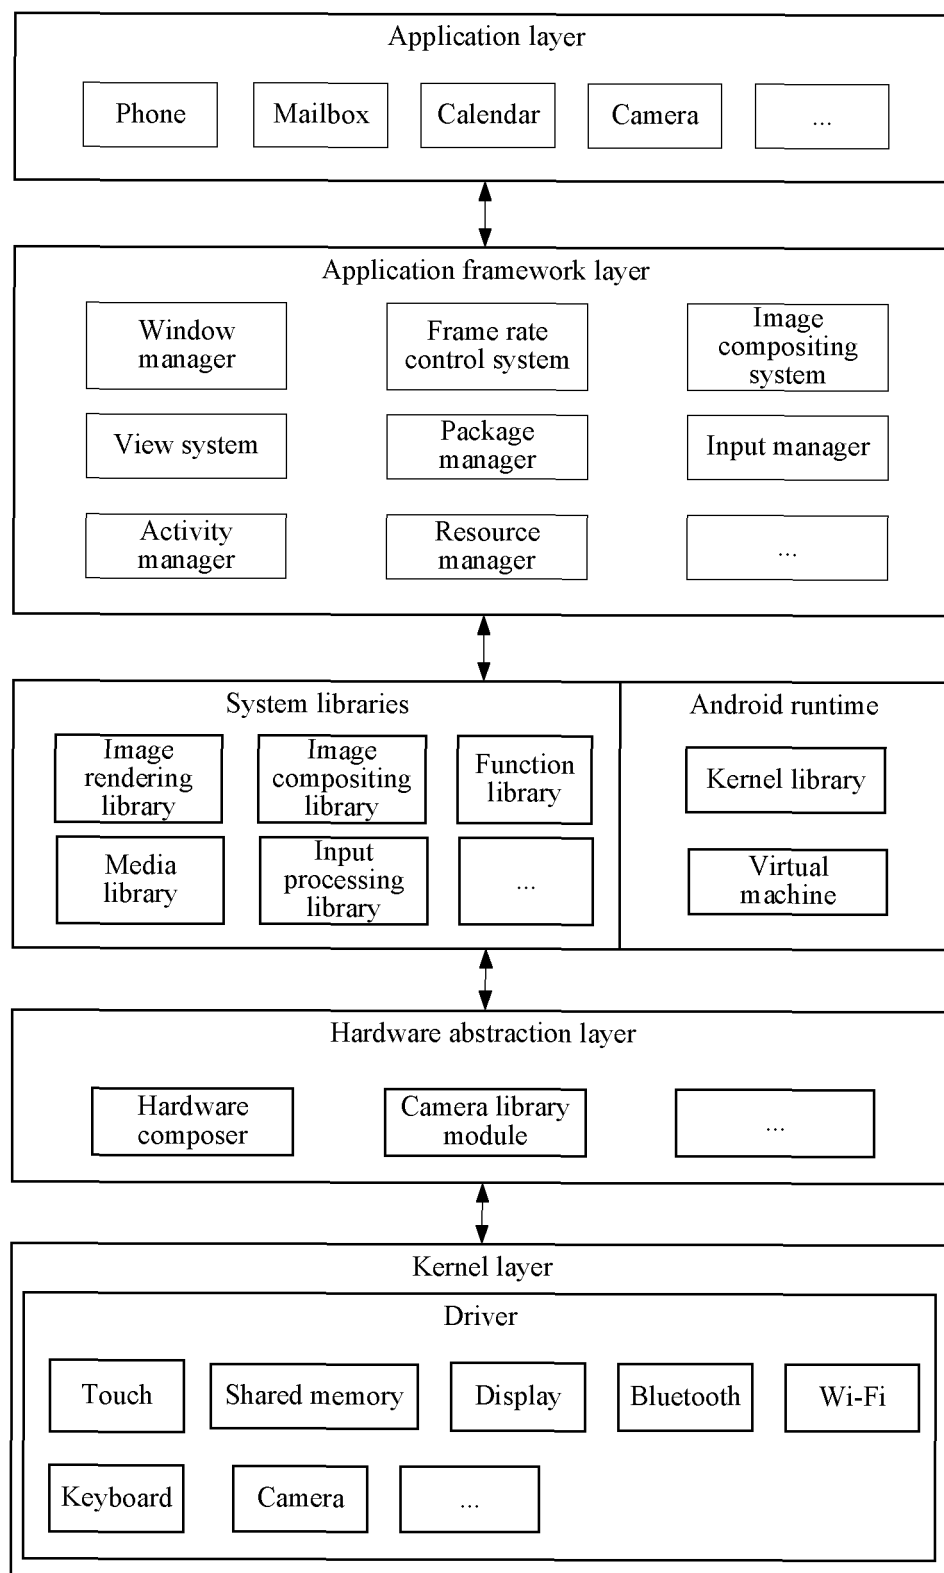 Application layer
Phone
Mailbox
Calendar
Camera
...
Application framework layer
Window
manager
Frame rate
control system
Image
compositing
system
View system
Package
manager
Input manager
Activity
manager
Resource
manager
...
System libraries
Image
rendering
library
Image
compositing
library
Function
library
Media
library
Input
processing
library
...
Android runtime
Kernel library
Virtual
machine
Hardware abstraction layer
Hardware
composer
Camera library
module
...
Kernel layer
Driver
Touch
Shared memory
Display
Bluetooth
Wi-Fi
Keyboard
Camera
...